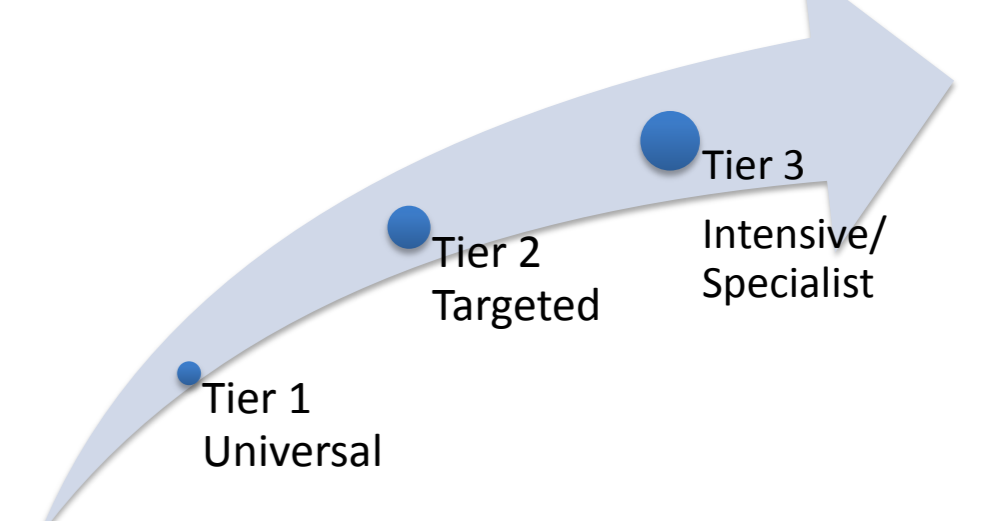 Tier 1
Universal
Tier 2
Targeted
Tier 3
Intensive/
Specialist